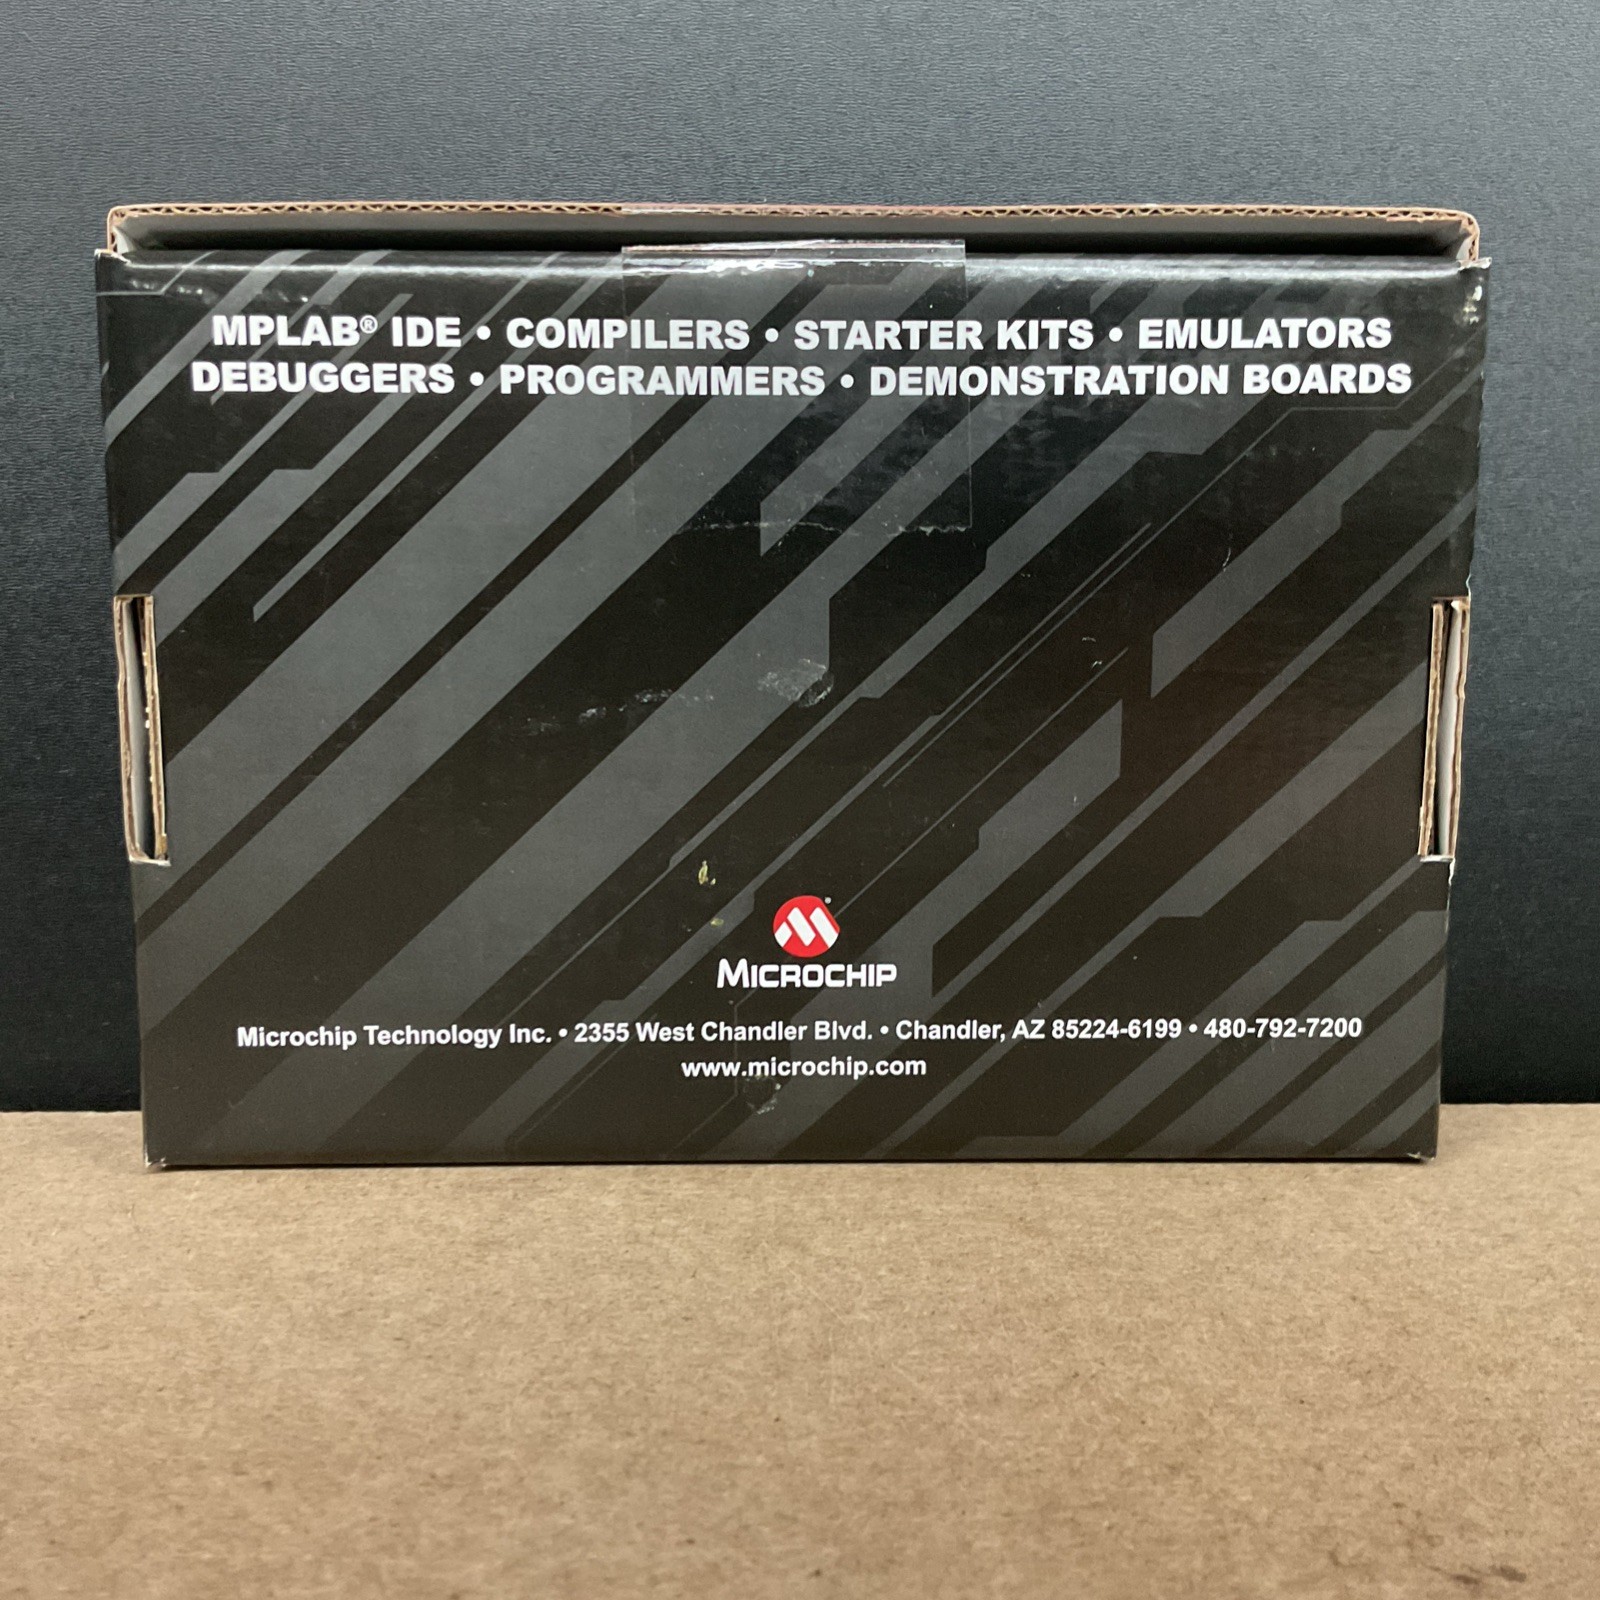 MPLAB® IDE • COMPILERS • STARTER KITS • EMULATORS
DEBUGGERS • PROGRAMMERS • DEMONSTRATION BOARDS
MICROCHIP
Microchip Technology Inc. • 2355 West Chandler Blvd. • Chandler, AZ 85224-6199 • 480-792-7200
www.microchip.com